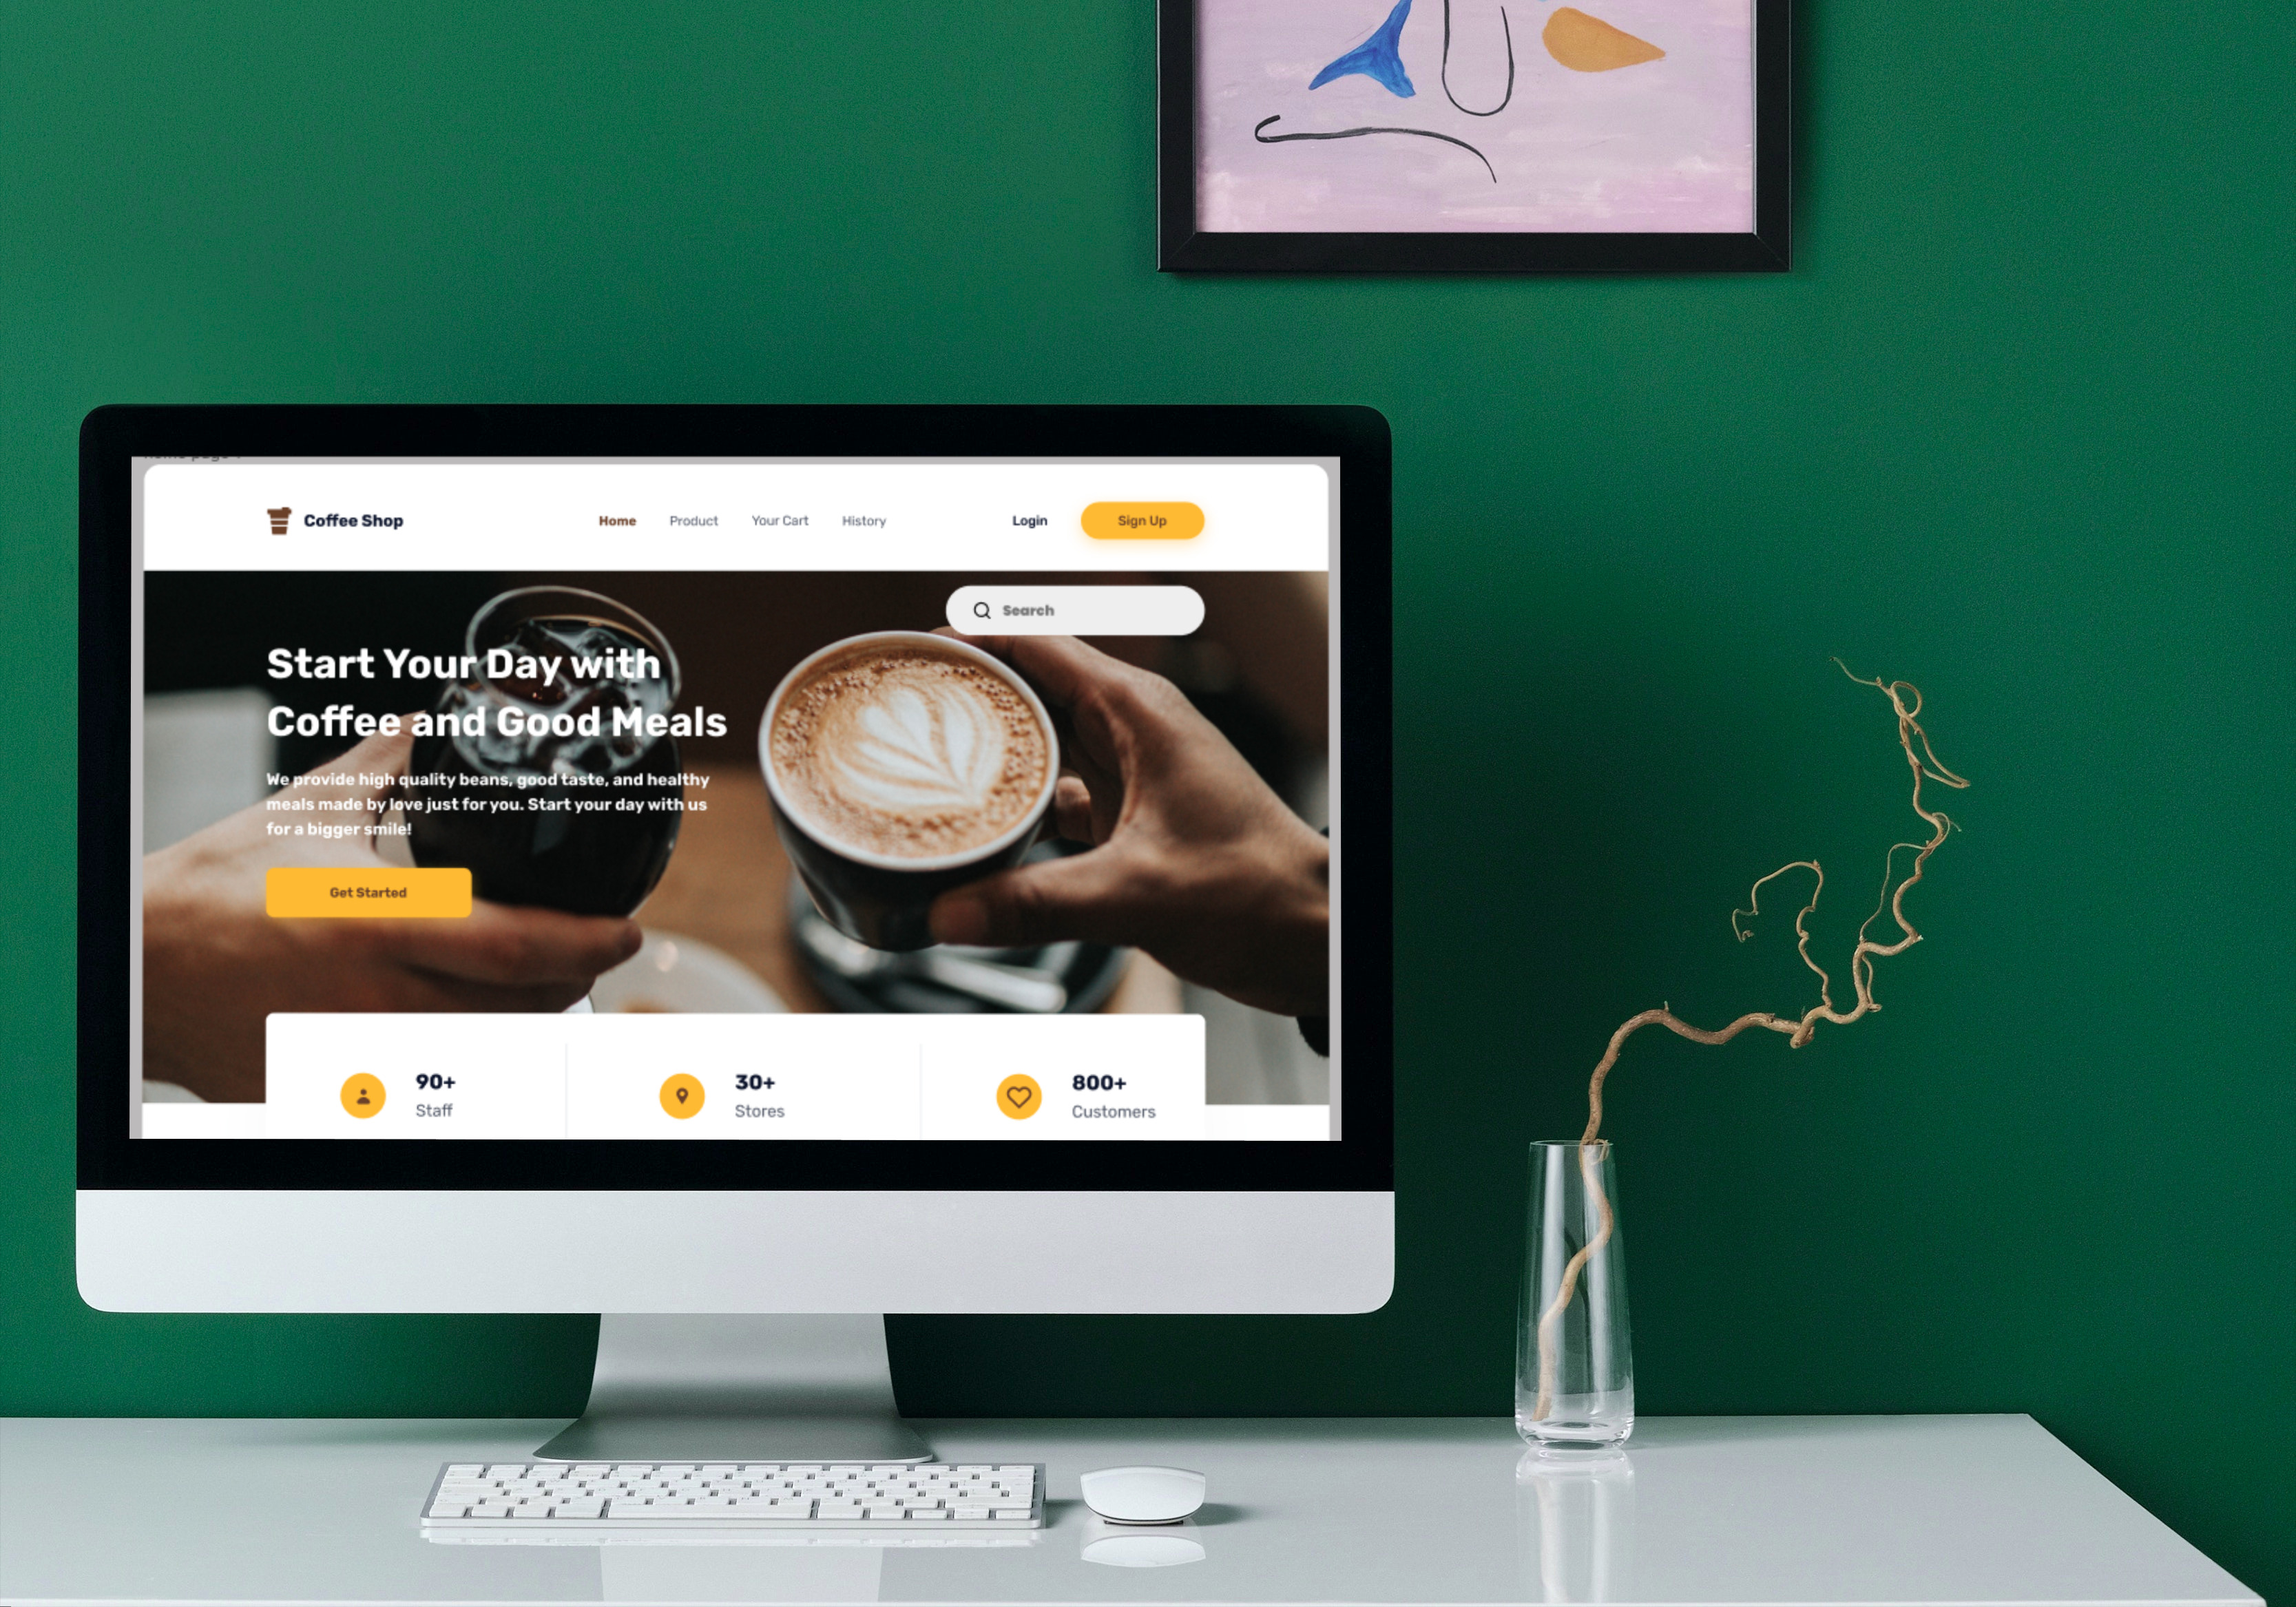 Coffee Shop
Home
Product
Your Cart
History
Login
Sign Up
Search
Start Your Day with
Coffee and Good Meals
We provide high quality beans, good taste, and healthy
meals made by love just for you. Start your day with us
for a bigger smile!
Get Started
90+
Staff
30+
Stores
800+
Customers